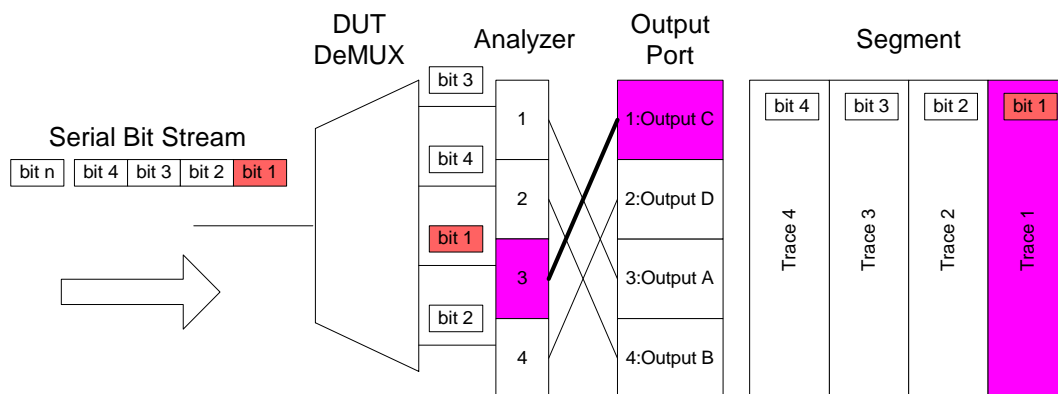 DUT
DeMUX
Analyzer
Output
Port
Segment
Serial Bit Stream
bit n bit 4 bit 3 bit 2 bit 1
bit 3
bit 4
bit 1
bit 2
1
2
3
4
1:Output C
2:Output D
3:Output A
4:Output B
bit 4 bit 3 bit 2 bit 1
Trace 4
Trace 3
Trace 2
Trace 1